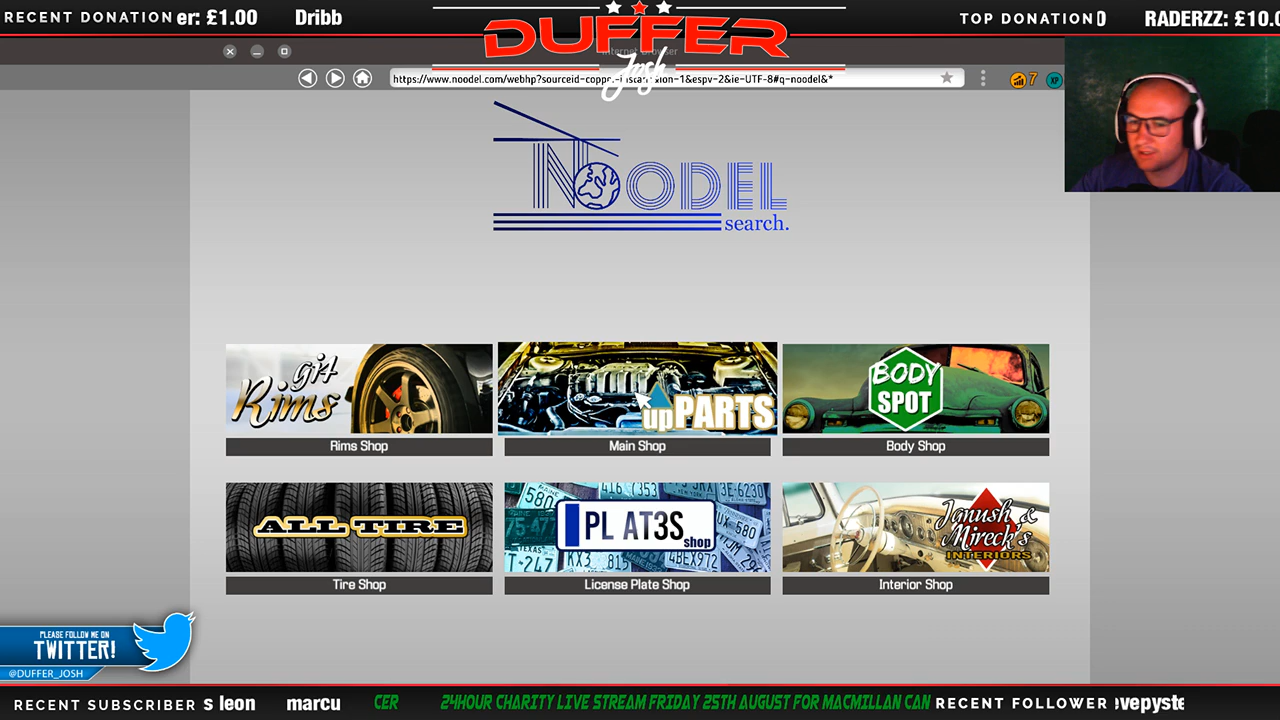 RECENT DONATION er: £1.00 Dribb
DUFFER
Josh
TOP DONATION RADERZZ: £10.0
https://www.noodel.com/webhp?sourceid=
7
XP
NOODEL
search.
gi4
Rims
upPARTS
BODY
SPOT
Rims Shop
Main Shop
Body Shop
ALL TIRE
PL AT3S
shop
Janush &
Mireck's
INTERIORS
Tire Shop
License Plate Shop
Interior Shop
PLEASE FOLLOW ME ON
TWITTER!
@DUFFER_JOSH
RECENT SUBSCRIBER s leon marcu
CER 24HOUR CHARITY LIVE STREAM FRIDAY 25TH AUGUST FOR MACMILLAN CAN
RECENT FOLLOWER vepyste